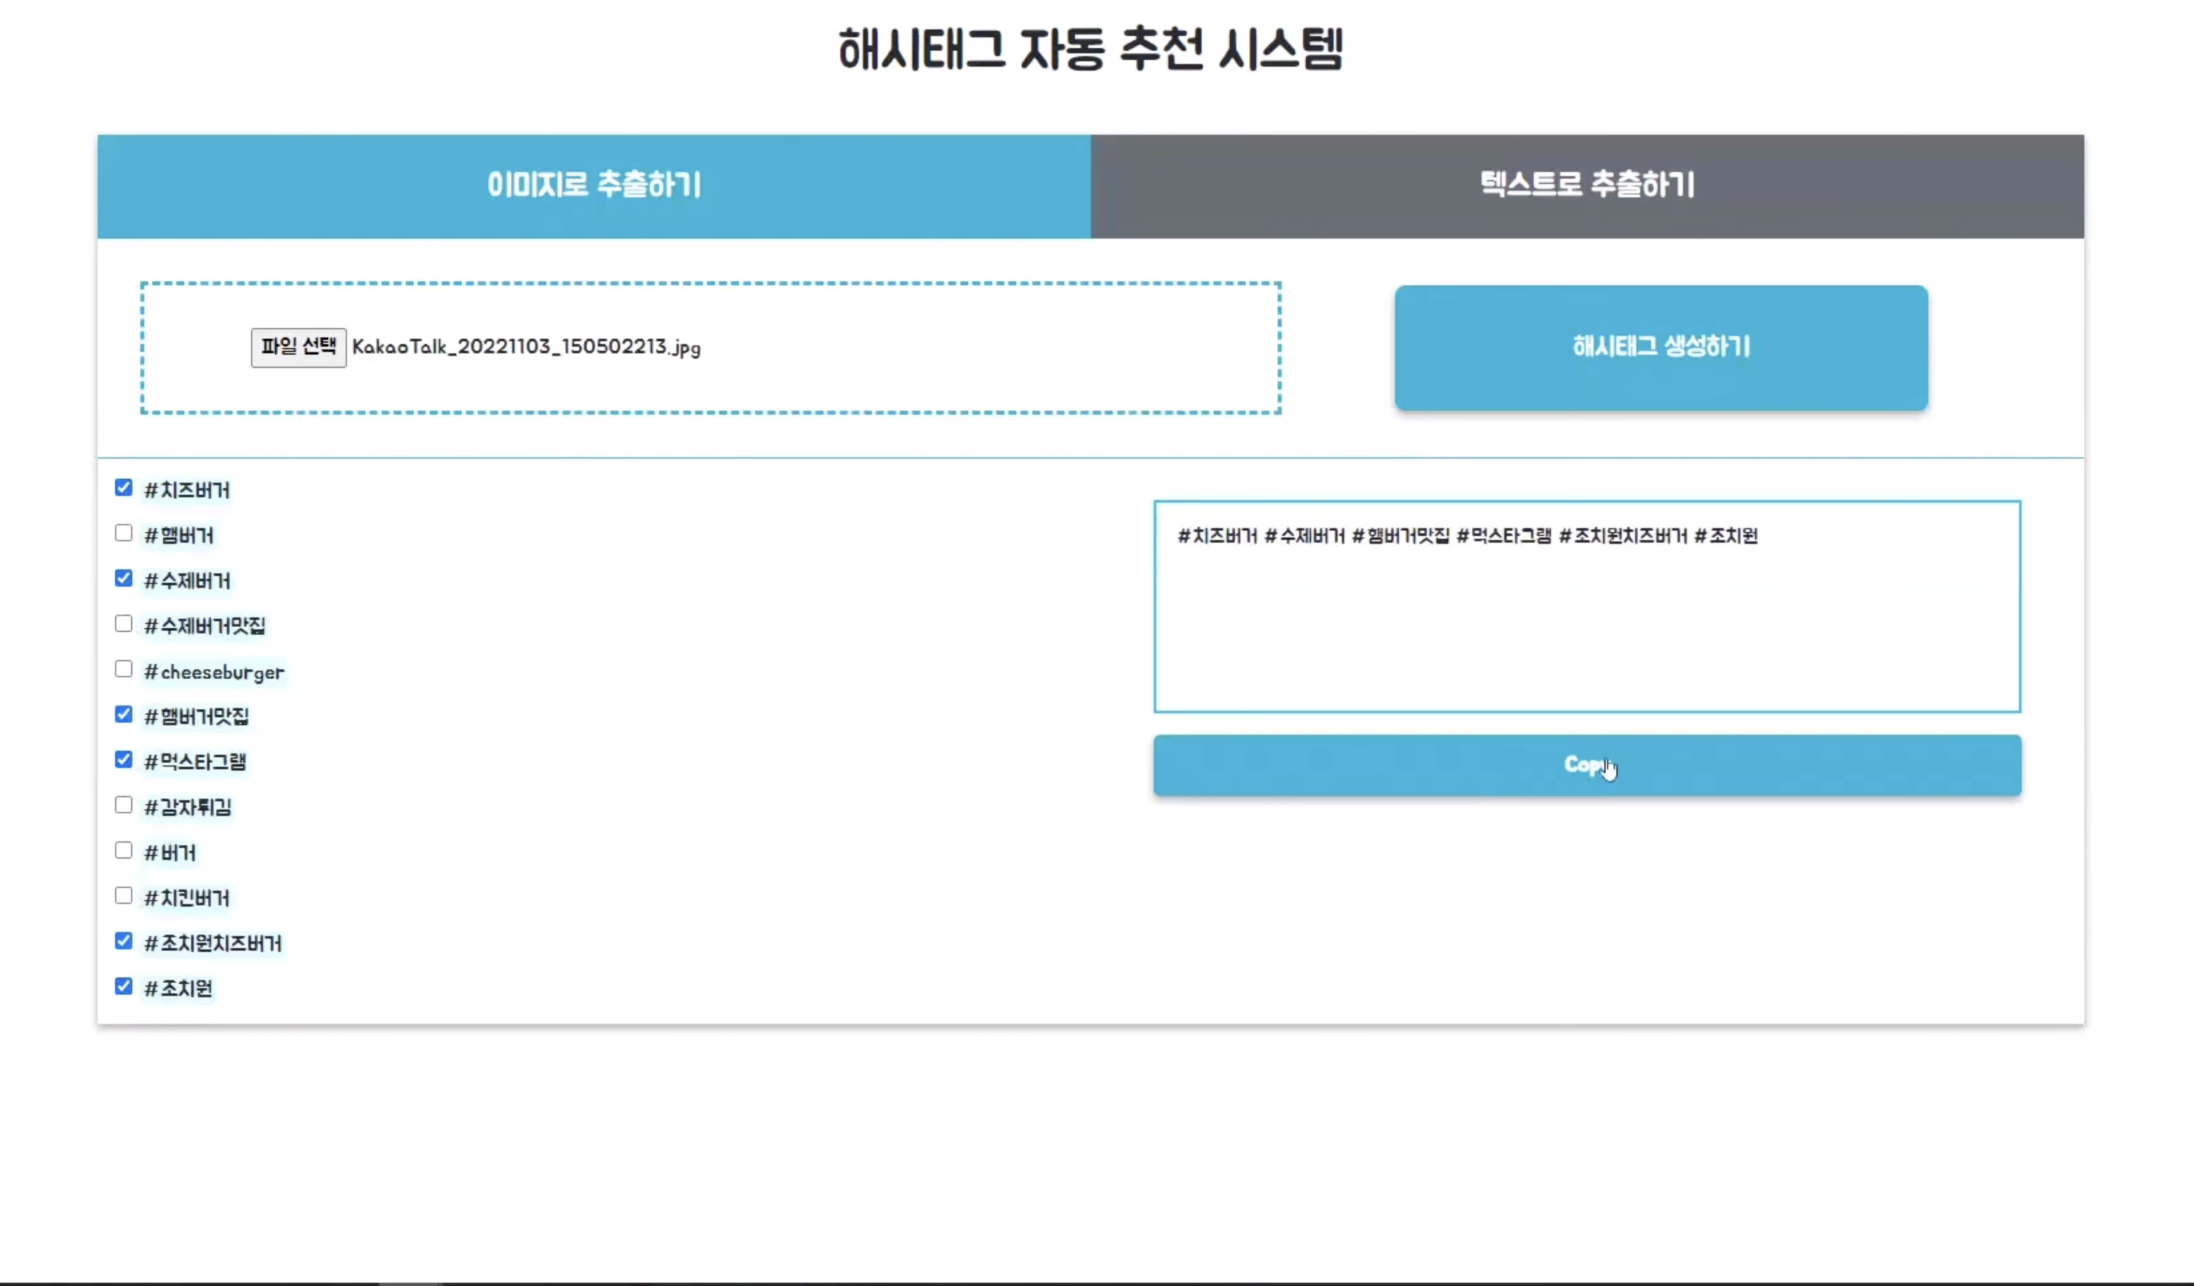 해시태그 자동 추천 시스템
이미지로 추출하기
텍스트로 추출하기
파일 선택 KakaoTalk_20221103_150502213.jpg
해시태그 생성하기
#치즈버거
#햄버거
#수제버거
#수제버거맛집
#cheeseburger
#햄버거맛집
#먹스타그램
#감자튀김
#버거
#치킨버거
#조치원치즈버거
#조치원
#치즈버거 #수제버거 #햄버거맛집 #먹스타그램 #조치원치즈버거 #조치원
Copy